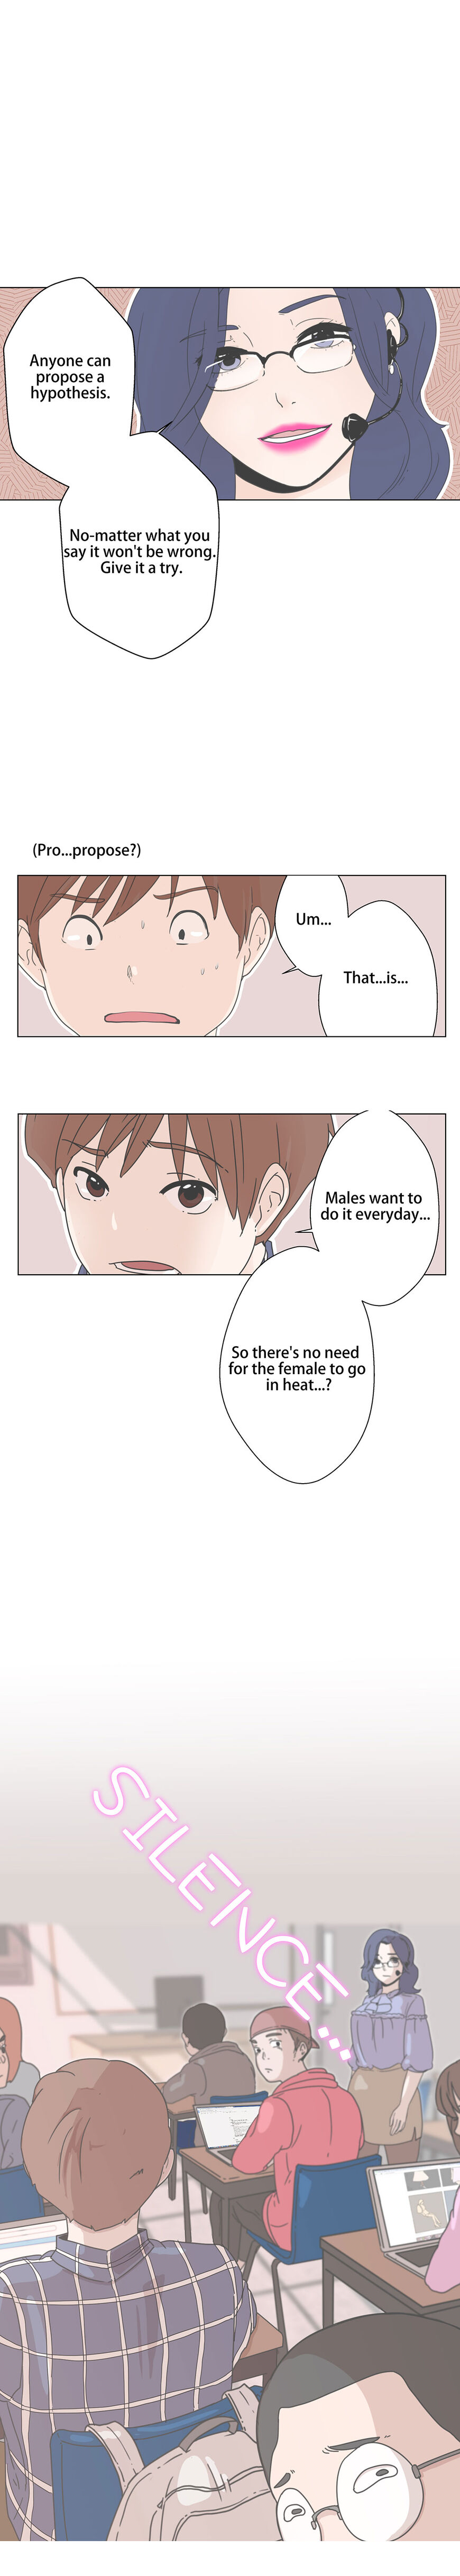 Anyone can
propose a
hypothesis.
No-matter what you
say it won't be wrong.
Give it a try.
(Pro...propose?)
Um...
That...is...
Males want to
do it everyday...
So there's no need
for the female to go
in heat...?
SILENCE...